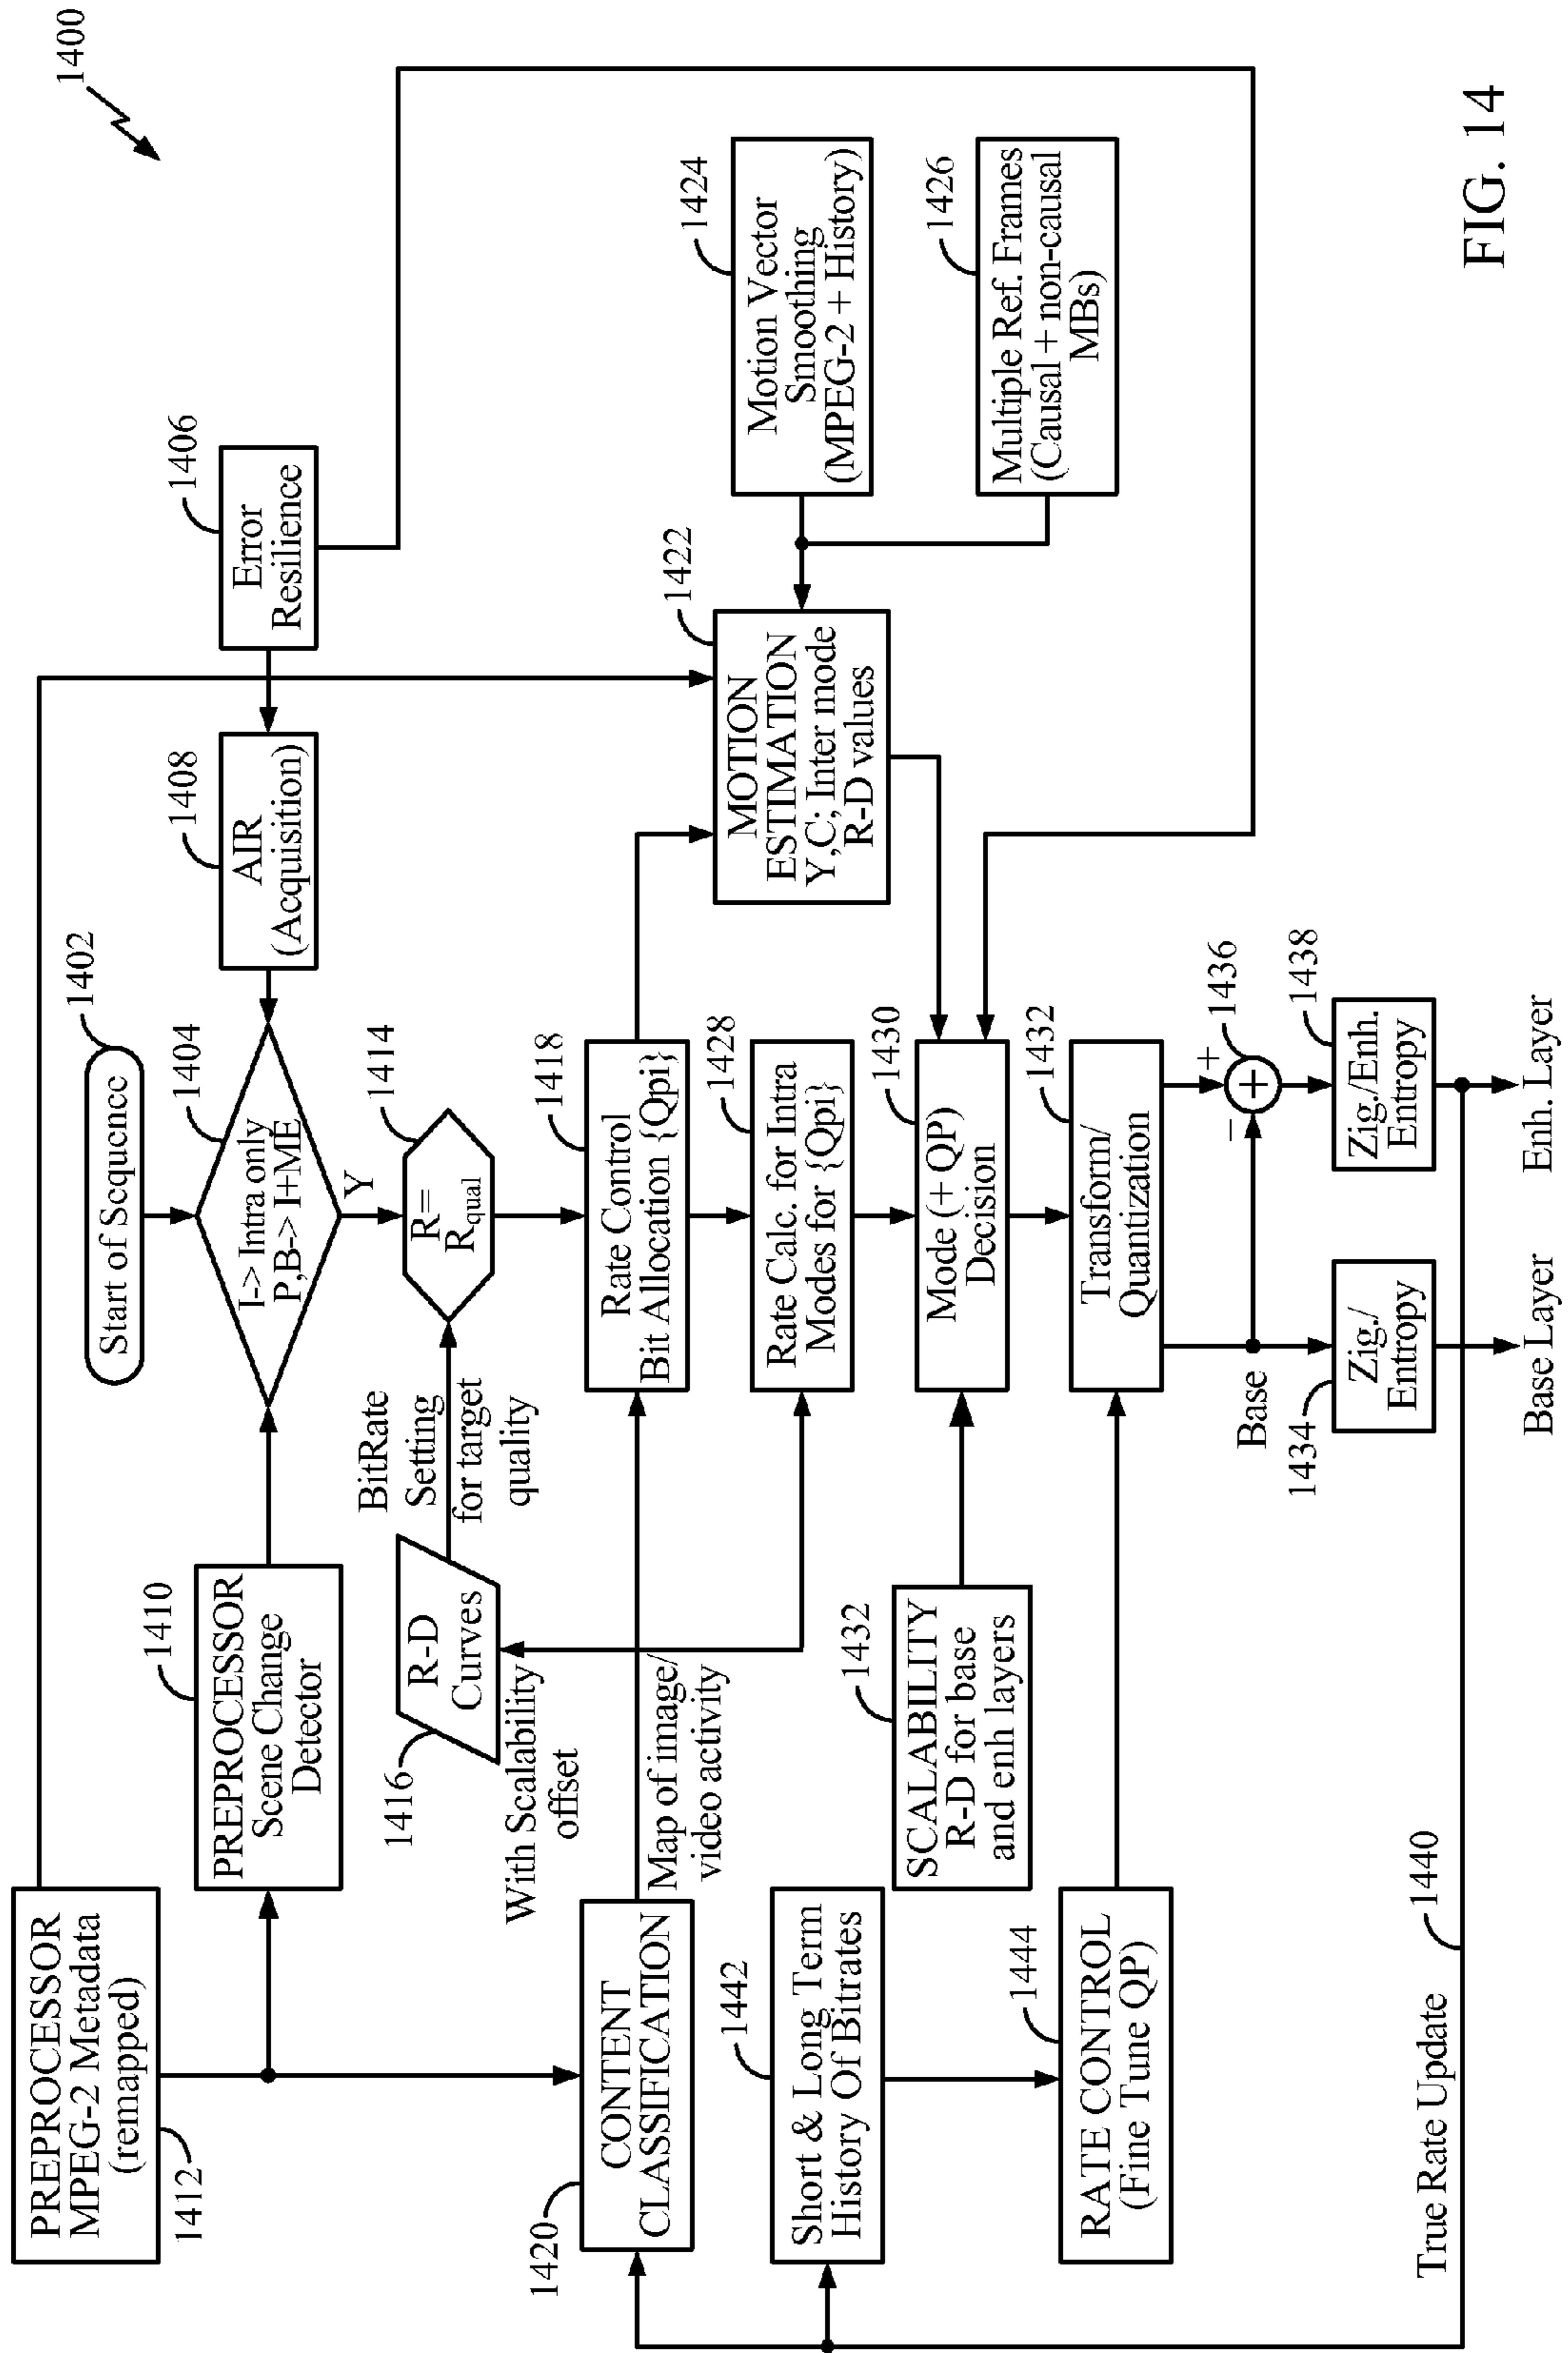 1400
Start of Sequence
1402
PREPROCESSOR
MPEG-2 Metadata
(remapped)
1412
PREPROCESSOR
Scene Change
Detector
1410
I-> Intra only
P,B-> I+ME
1404
Y
AIR
(Acquisition)
1408
Error
Resilience
1406
R-D
Curves
1416
With Scalability
offset
BitRate
Setting
for target
quality
R=
Rqual
1414
CONTENT
CLASSIFICATION
1420
Map of image/
video activity
Rate Control
Bit Allocation {Qpi}
1418
MOTION
ESTIMATION
Y,C; Inter mode
R-D values
1422
Motion Vector
Smoothing
(MPEG-2 + History)
1424
Multiple Ref. Frames
(Causal + non-causal
MBs)
1426
Rate Calc. for Intra
Modes for {Qpi}
1428
Short & Long Term
History Of Bitrates
1442
SCALABILITY
R-D for base
and enh layers
1432
Mode (+ QP)
Decision
1430
RATE CONTROL
(Fine Tune QP)
1444
Transform/
Quantization
1432
Base
−
+
+
1436
Zig./
Entropy
1434
Zig./Enh.
Entropy
1438
True Rate Update
1440
Base Layer
Enh. Layer
FIG. 14